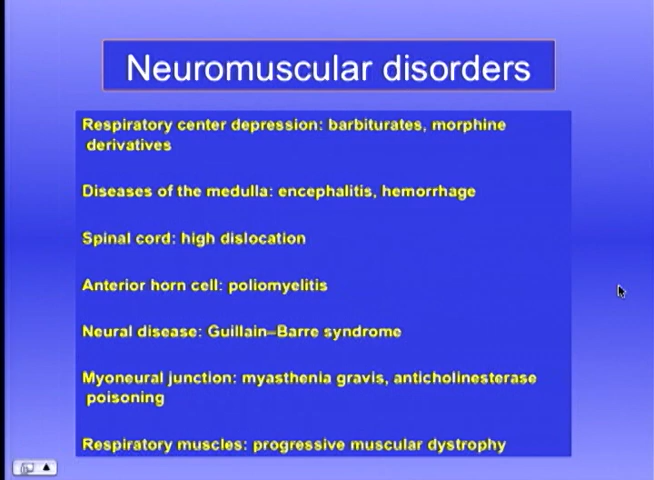 Neuromuscular disorders
Respiratory center depression: barbiturates, morphine
derivatives
Diseases of the medulla: encephalitis, hemorrhage
Spinal cord: high dislocation
Anterior horn cell: poliomyelitis
Neural disease: Guillain–Barre syndrome
Myoneural junction: myasthenia gravis, anticholinesterase
poisoning
Respiratory muscles: progressive muscular dystrophy